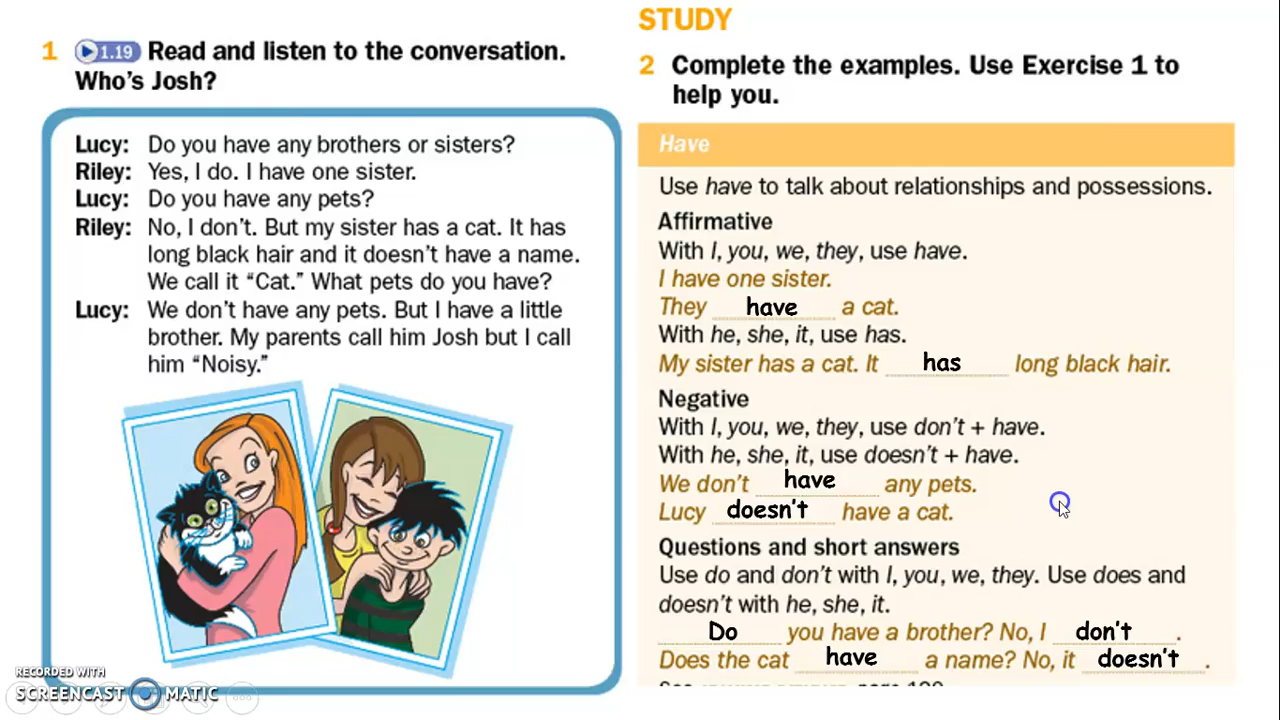 1 1.19 Read and listen to the conversation.
Who's Josh?
Lucy: Do you have any brothers or sisters?
Riley: Yes, I do. I have one sister.
Lucy: Do you have any pets?
Riley: No, I don't. But my sister has a cat. It has
long black hair and it doesn't have a name.
We call it “Cat.” What pets do you have?
Lucy: We don't have any pets. But I have a little
brother. My parents call him Josh but I call
him “Noisy.”
RECORDED WITH
SCREENCAST MATIC
STUDY
2 Complete the examples. Use Exercise 1 to
help you.
Have
Use have to talk about relationships and possessions.
Affirmative
With I, you, we, they, use have.
I have one sister.
They have a cat.
With he, she, it, use has.
My sister has a cat. It has long black hair.
Negative
With I, you, we, they, use don't + have.
With he, she, it, use doesn't + have.
We don't have any pets.
Lucy doesn't have a cat.
Questions and short answers
Use do and don't with I, you, we, they. Use does and
doesn't with he, she, it.
Do you have a brother? No, I don't.
Does the cat have a name? No, it doesn't.